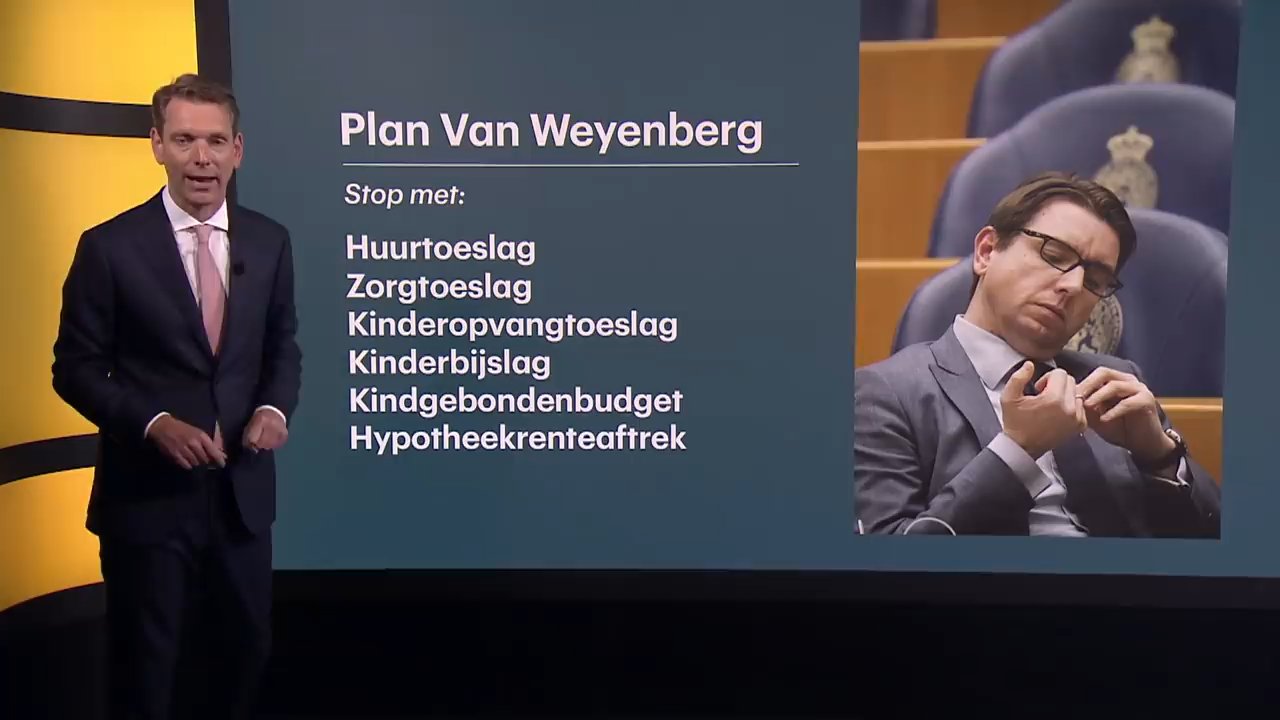 Plan Van Weyenberg
Stop met:
Huurtoeslag
Zorgtoeslag
Kinderopvangtoeslag
Kinderbijslag
Kindgebondenbudget
Hypotheekrenteaftrek